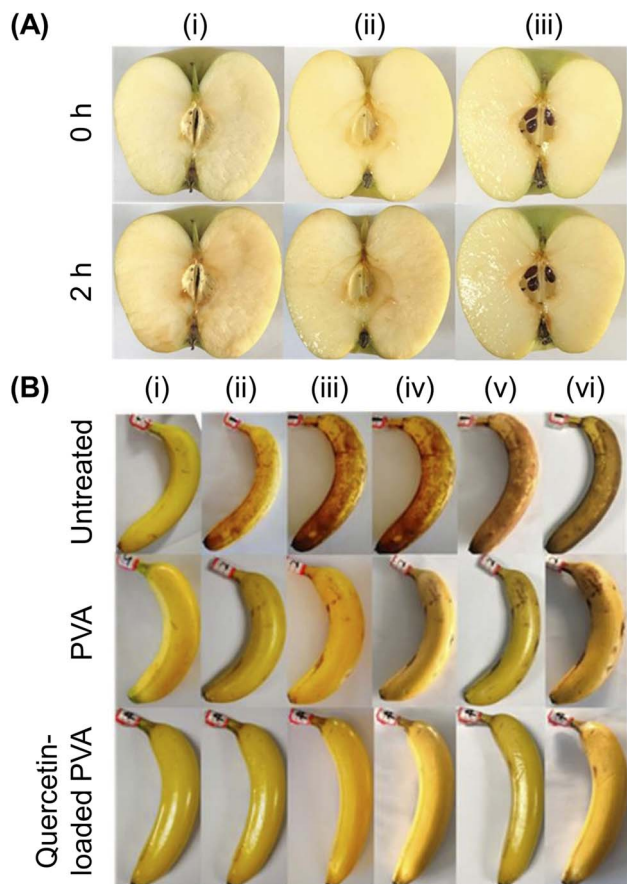 (A) (i) (ii) (iii)
0 h
2 h
(B) (i) (ii) (iii) (iv) (v) (vi)
Untreated
PVA
Quercetin-
loaded PVA